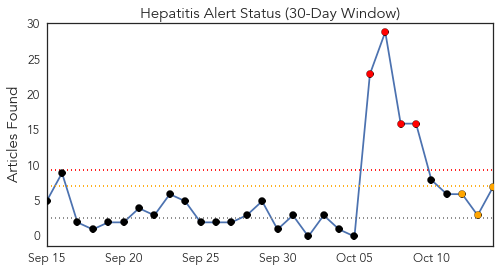 Hepatitis Alert Status (30-Day Window)
Articles Found
30
25
20
15
10
5
0
Sep 15 Sep 20 Sep 25 Sep 30 Oct 05 Oct 10